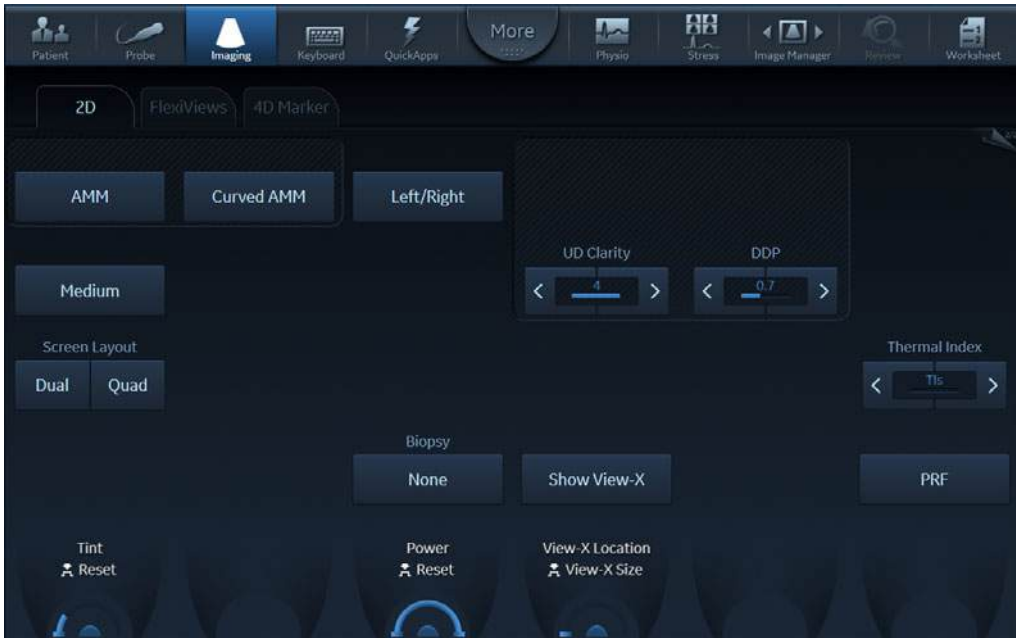 More
Patient
Probe
Imaging
Keyboard
QuickApps
Physio
Stress
Image Manager
Review
Worksheet
2D
FlexiViews
4D Marker
AMM
Curved AMM
Left/Right
UD Clarity
DDP
Medium
4
0.7
Screen Layout
Thermal Index
Dual
Quad
TIs
Biopsy
None
Show View-X
PRF
Tint
Reset
Power
Reset
View-X Location
View-X Size